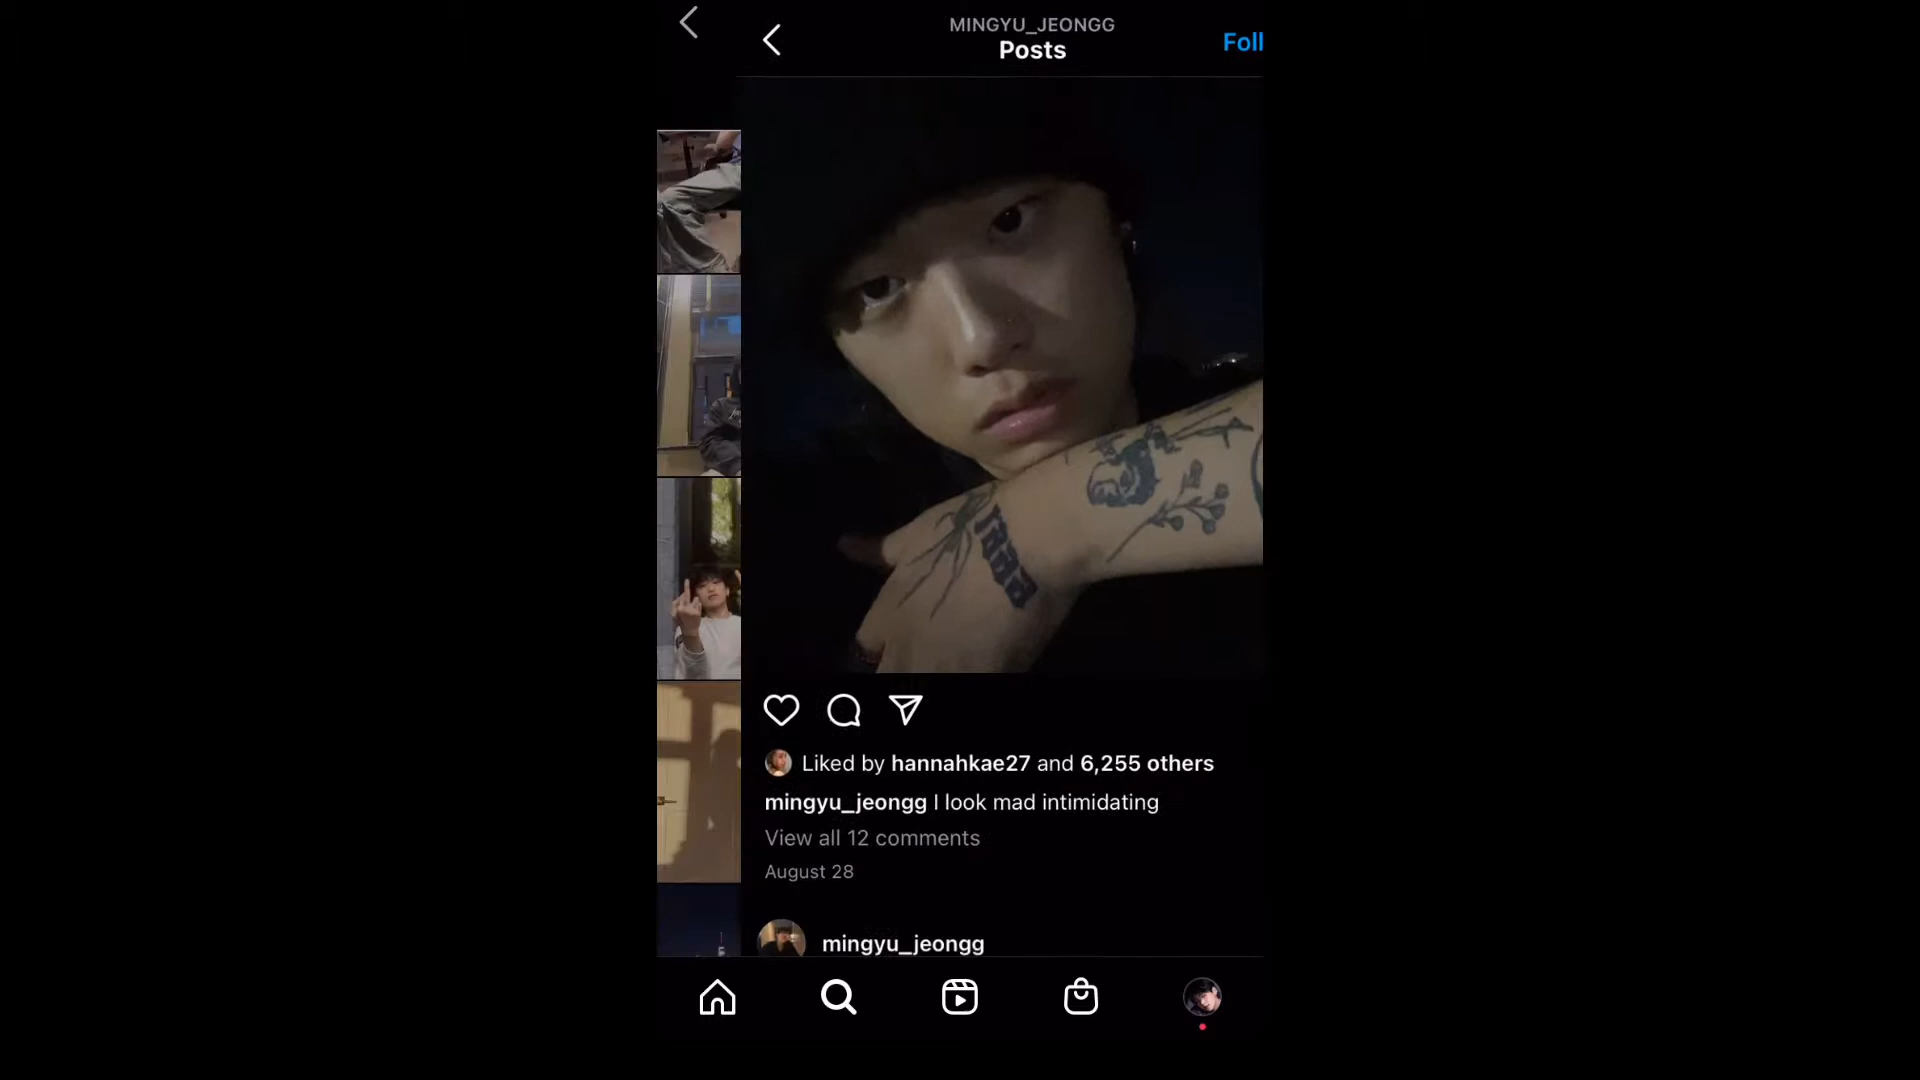 MINGYU_JEONGG
Posts
Foll
Liked by hannahkae27 and 6,255 others
mingyu_jeongg I look mad intimidating
View all 12 comments
August 28
mingyu_jeongg